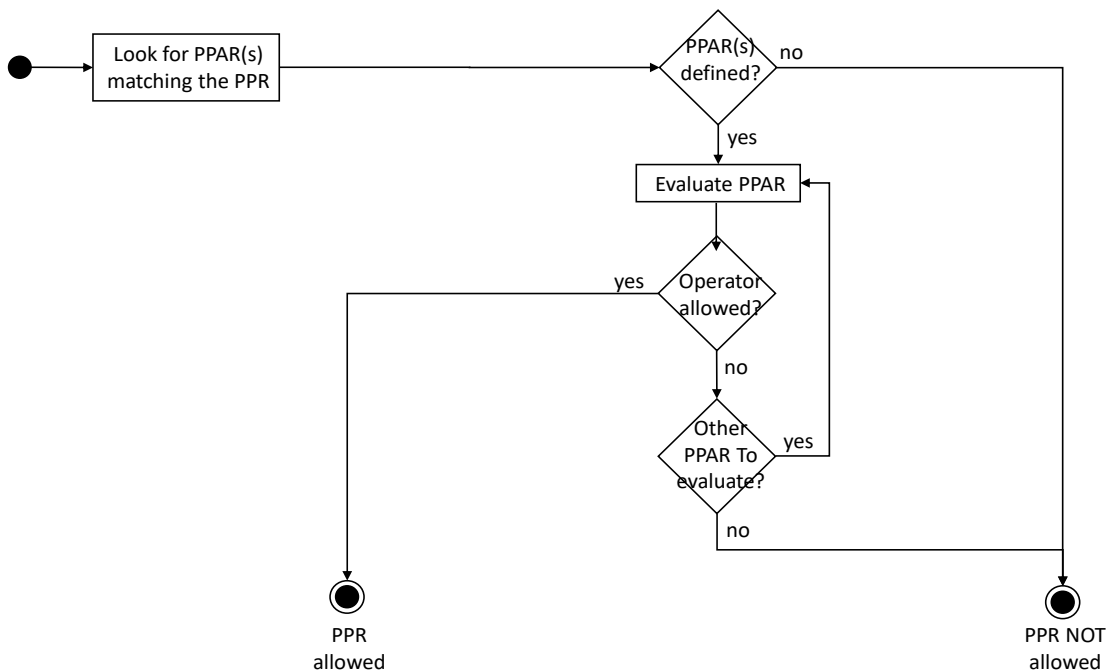 Look for PPAR(s)
matching the PPR
PPAR(s)
defined?
no
yes
Evaluate PPAR
yes
Operator
allowed?
no
Other
PPAR To
evaluate?
yes
no
PPR
allowed
PPR NOT
allowed